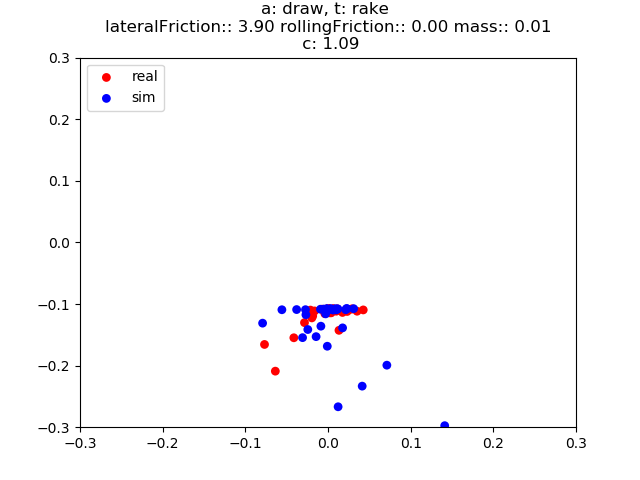 a: draw, t: rake
lateralFriction:: 3.90 rollingFriction:: 0.00 mass:: 0.01
c: 1.09
real
sim
0.3
0.2
0.1
0.0
−0.1
−0.2
−0.3
−0.3
−0.2
−0.1
0.0
0.1
0.2
0.3